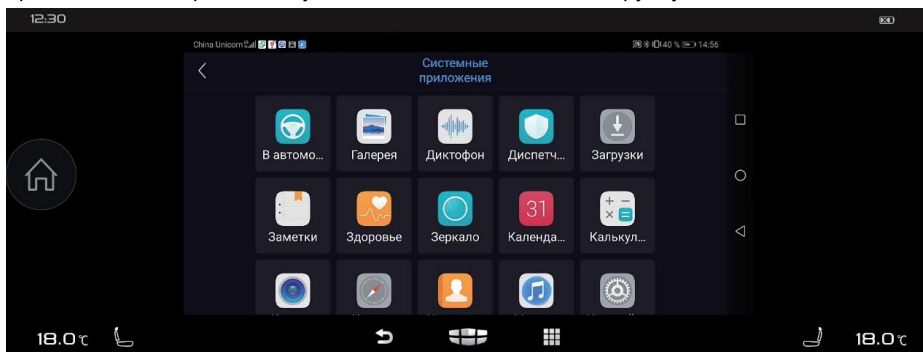 12:30
China Unicom
40 % 14:56
Системные
приложения
В автомо... Галерея Диктофон Диспетч... Загрузки
31
Заметки Здоровье Зеркало Календа... Калькул...
18.0℃ 18.0℃